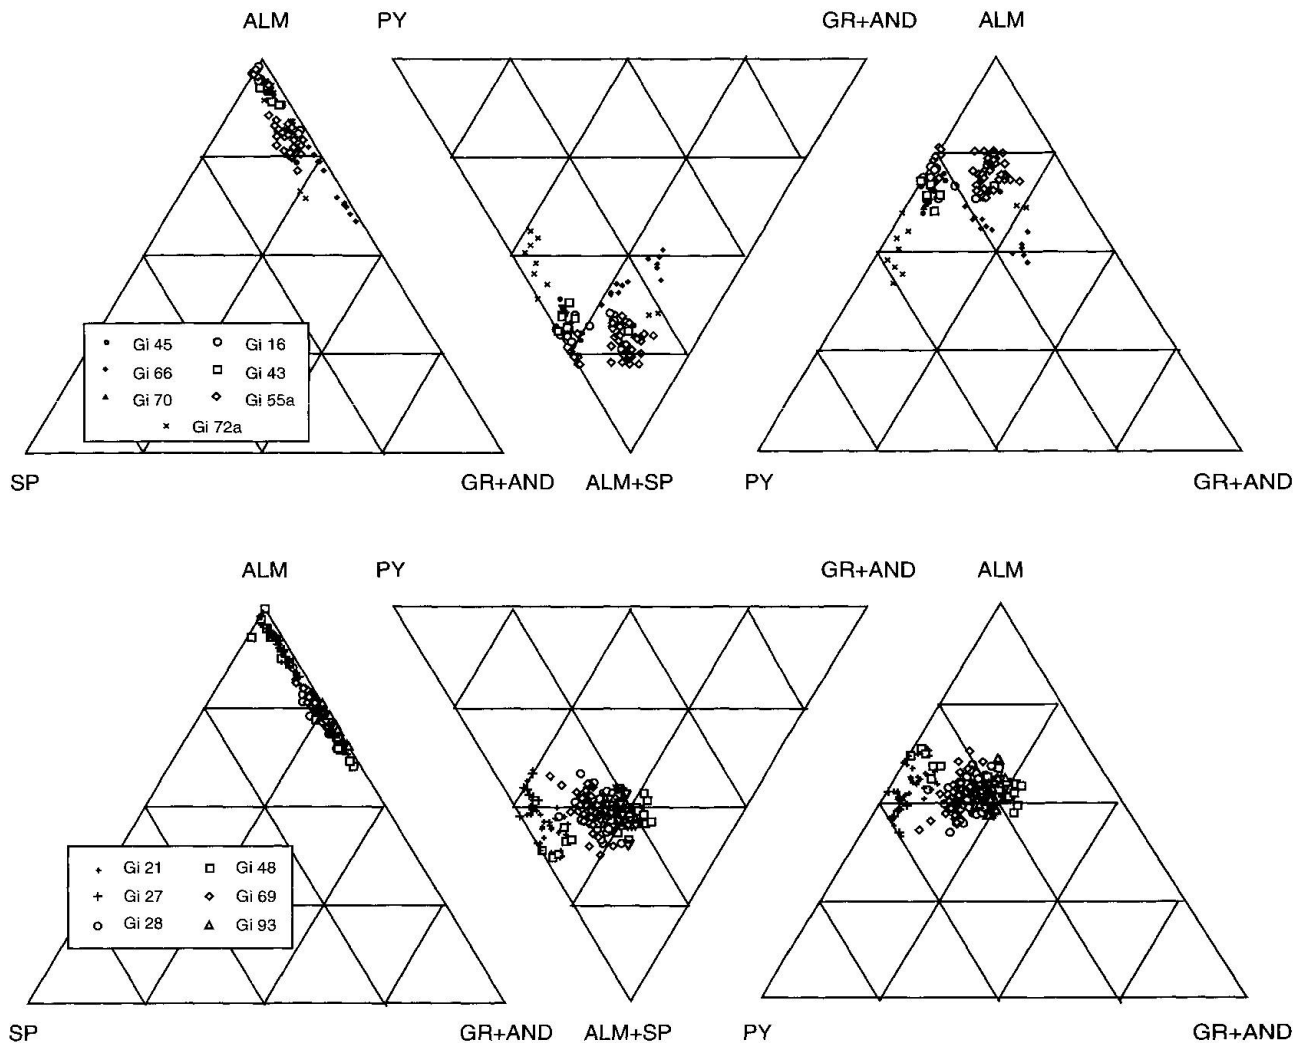 ALM PY GR+AND ALM
Gi 45 Gi 16
Gi 66 Gi 43
Gi 70 Gi 55a
Gi 72a
SP GR+AND ALM+SP PY GR+AND
ALM PY GR+AND ALM
Gi 21 Gi 48
Gi 27 Gi 69
Gi 28 Gi 93
SP GR+AND ALM+SP PY GR+AND